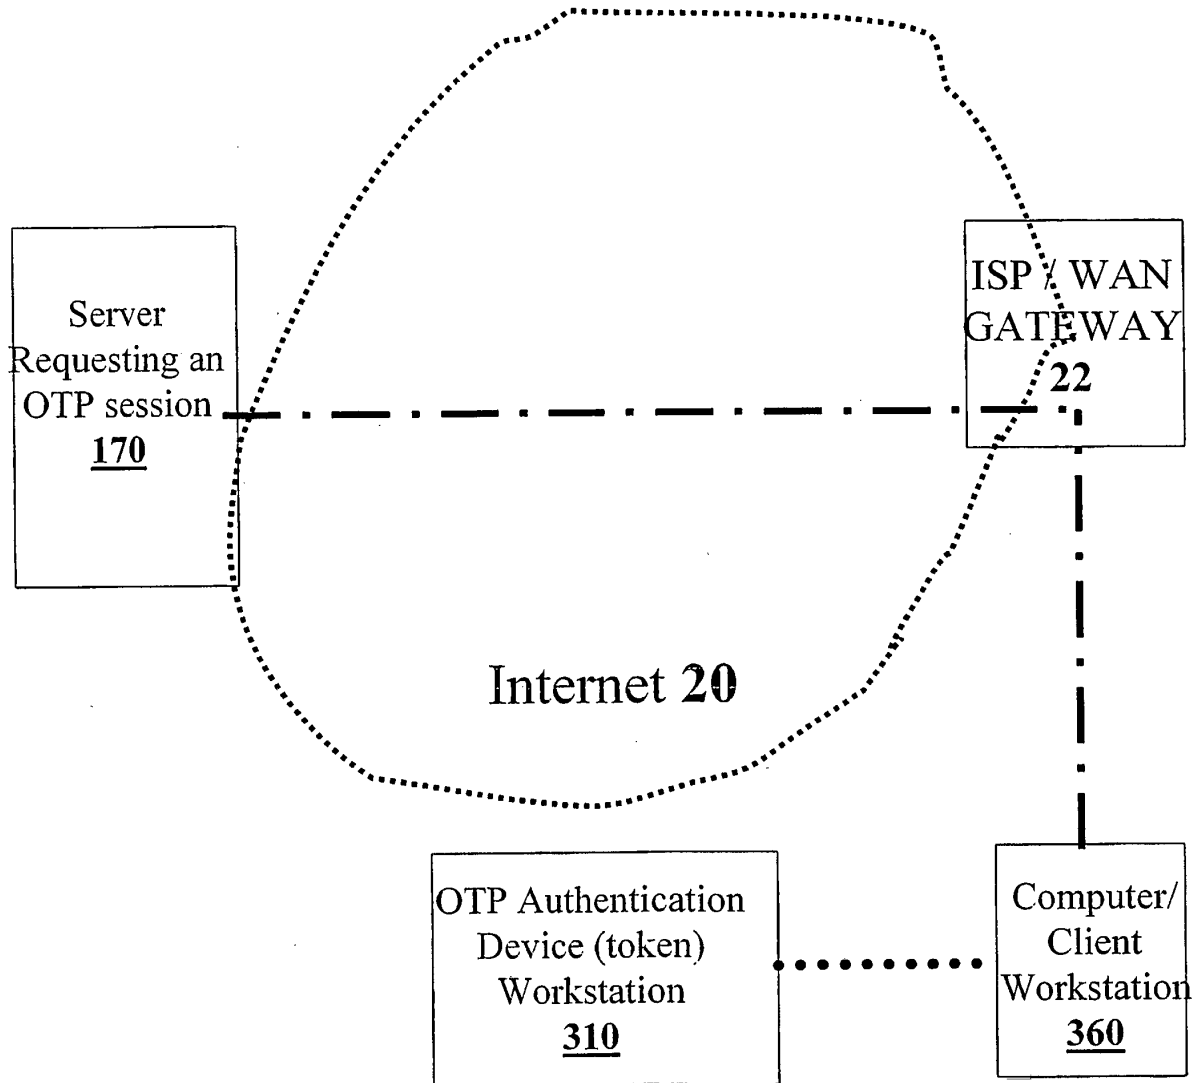 Server
Requesting an
OTP session
170
ISP / WAN
GATEWAY
22
Internet 20
OTP Authentication
Device (token)
Workstation
310
Computer/
Client
Workstation
360